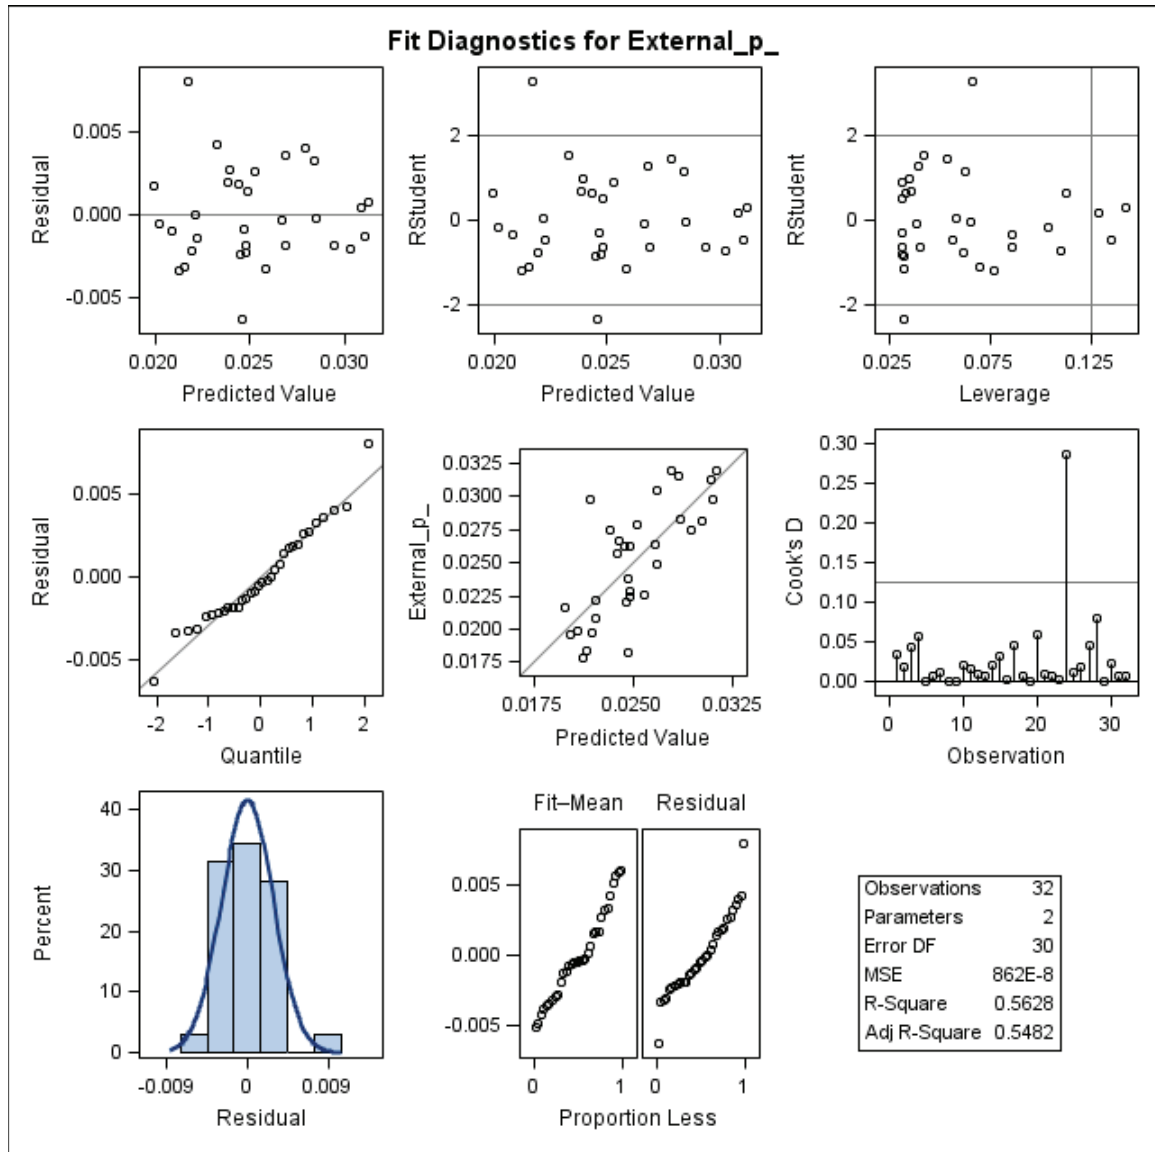 Fit Diagnostics for External_p_
Residual
0.005
0.000
-0.005
0.020 0.025 0.030
Predicted Value
RStudent
2
0
-2
0.020 0.025 0.030
Predicted Value
RStudent
2
0
-2
0.025 0.075 0.125
Leverage
Residual
0.005
0.000
-0.005
-2 -1 0 1 2
Quantile
External_p_
0.0325
0.0300
0.0275
0.0250
0.0225
0.0200
0.0175
0.0175 0.0250 0.0325
Predicted Value
Cook's D
0.30
0.25
0.20
0.15
0.10
0.05
0.00
0 10 20 30
Observation
Percent
40
30
20
10
0
-0.009 0 0.009
Residual
Fit–Mean Residual
0.005
0.000
-0.005
0 1 0 1
Proportion Less
Observations 32
Parameters 2
Error DF 30
MSE 862E-8
R-Square 0.5628
Adj R-Square 0.5482